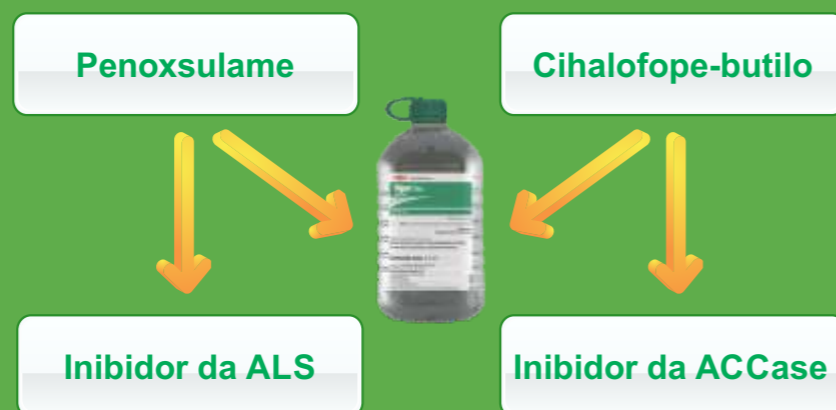 Penoxsulame
Cihalofope-butilo
Inibidor da ALS
Inibidor da ACCase